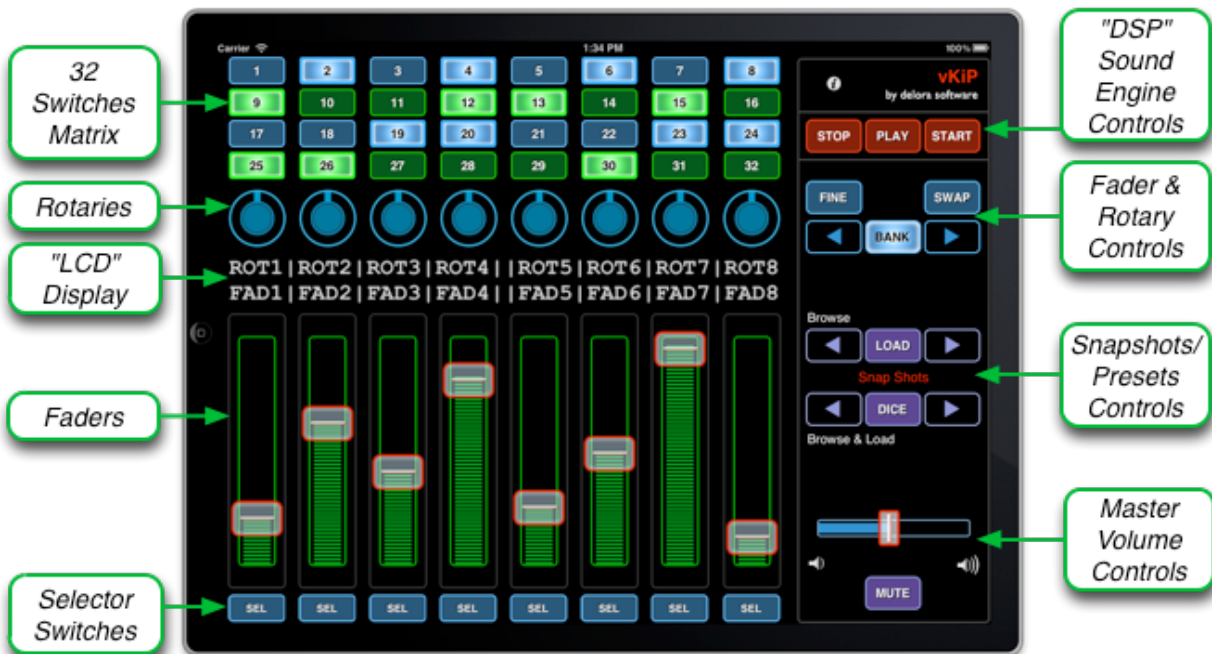 32
Switches
Matrix
Rotaries
"LCD"
Display
Faders
Selector
Switches
Carrier
1:34 PM
100%
1 2 3 4 5 6 7 8
9 10 11 12 13 14 15 16
17 18 19 20 21 22 23 24
25 26 27 28 29 30 31 32
ROT1|ROT2|ROT3|ROT4||ROT5|ROT6|ROT7|ROT8
FAD1|FAD2|FAD3|FAD4||FAD5|FAD6|FAD7|FAD8
SEL SEL SEL SEL SEL SEL SEL SEL
i
vKiP
by delora software
STOP PLAY START
FINE SWAP
BANK
Browse
LOAD
Snap Shots
DICE
Browse & Load
MUTE
"DSP"
Sound
Engine
Controls
Fader &
Rotary
Controls
Snapshots/
Presets
Controls
Master
Volume
Controls